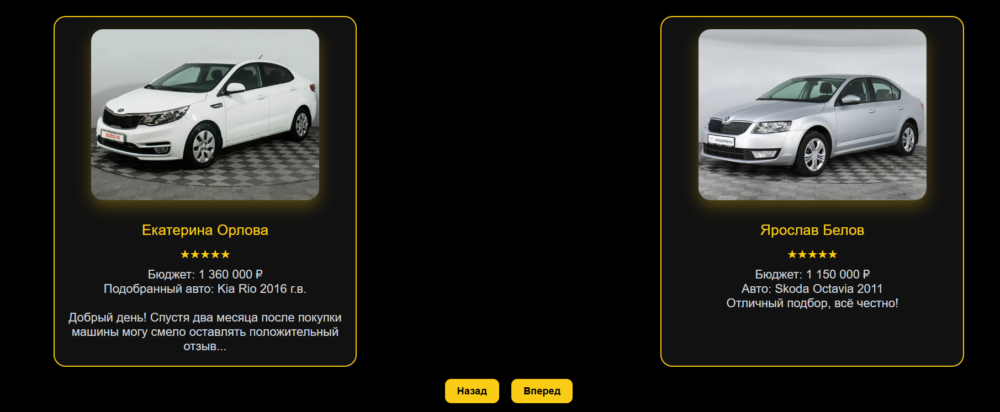 auto.ru
ПРОВЕРЕНО
Екатерина Орлова
★★★★★
Бюджет: 1 360 000 ₽
Подобранный авто: Kia Rio 2016 г.в.
Добрый день! Спустя два месяца после покупки
машины могу смело оставлять положительный
отзыв...
Ярослав Белов
★★★★★
Бюджет: 1 150 000 ₽
Авто: Skoda Octavia 2011
Отличный подбор, всё честно!
Назад
Вперед